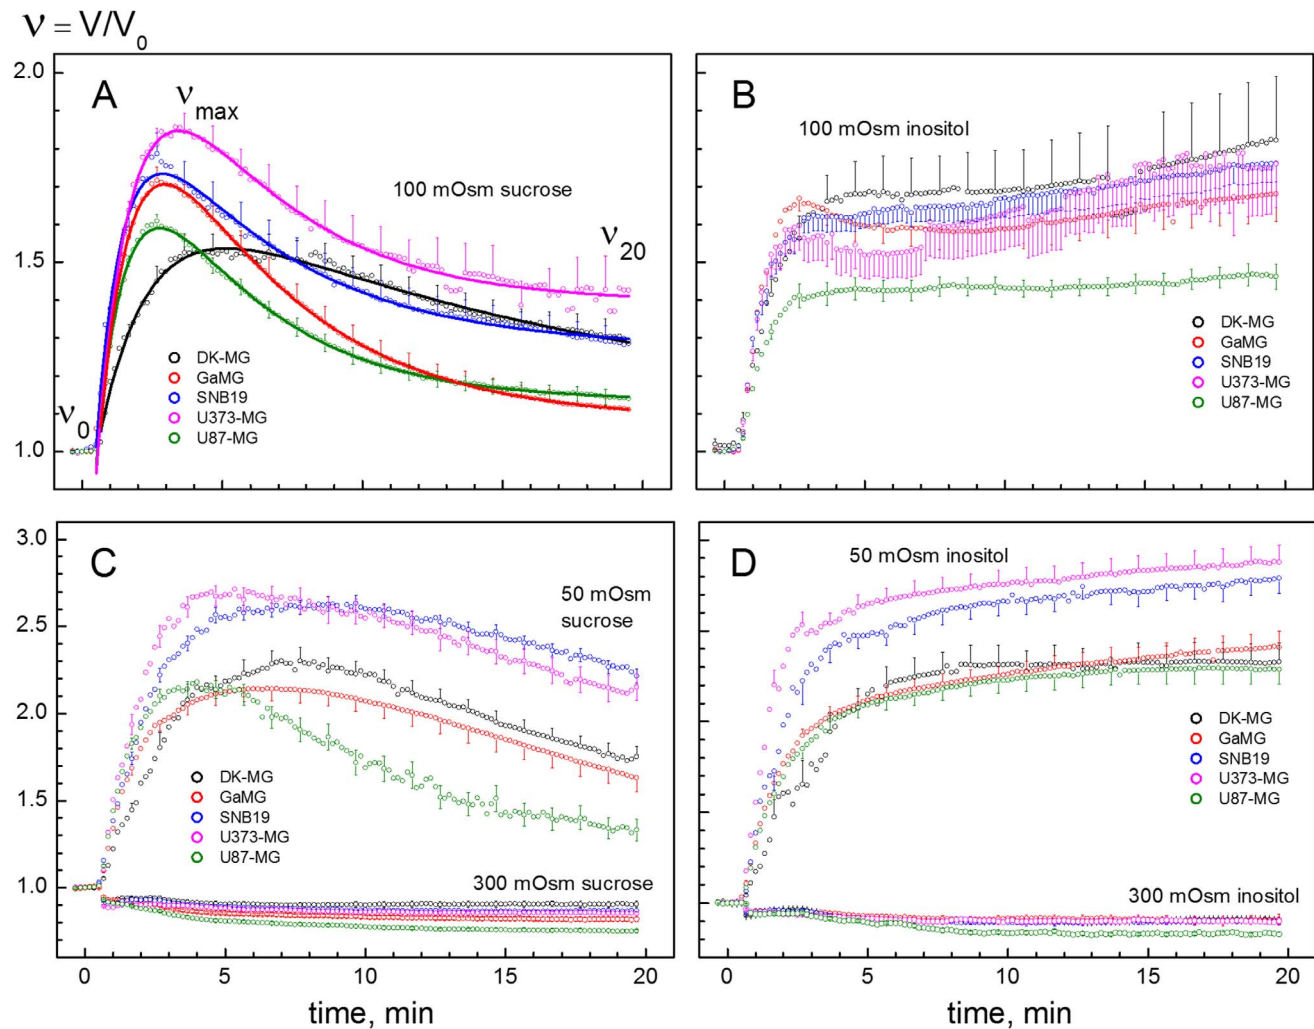 ν = V/V0
A
νmax
100 mOsm sucrose
ν20
ν0
DK-MG
GaMG
SNB19
U373-MG
U87-MG
2.0
1.5
1.0
B
100 mOsm inositol
DK-MG
GaMG
SNB19
U373-MG
U87-MG
C
50 mOsm
sucrose
DK-MG
GaMG
SNB19
U373-MG
U87-MG
300 mOsm sucrose
3.0
2.5
2.0
1.5
1.0
0 5 10 15 20
time, min
D
50 mOsm inositol
DK-MG
GaMG
SNB19
U373-MG
U87-MG
300 mOsm inositol
0 5 10 15 20
time, min